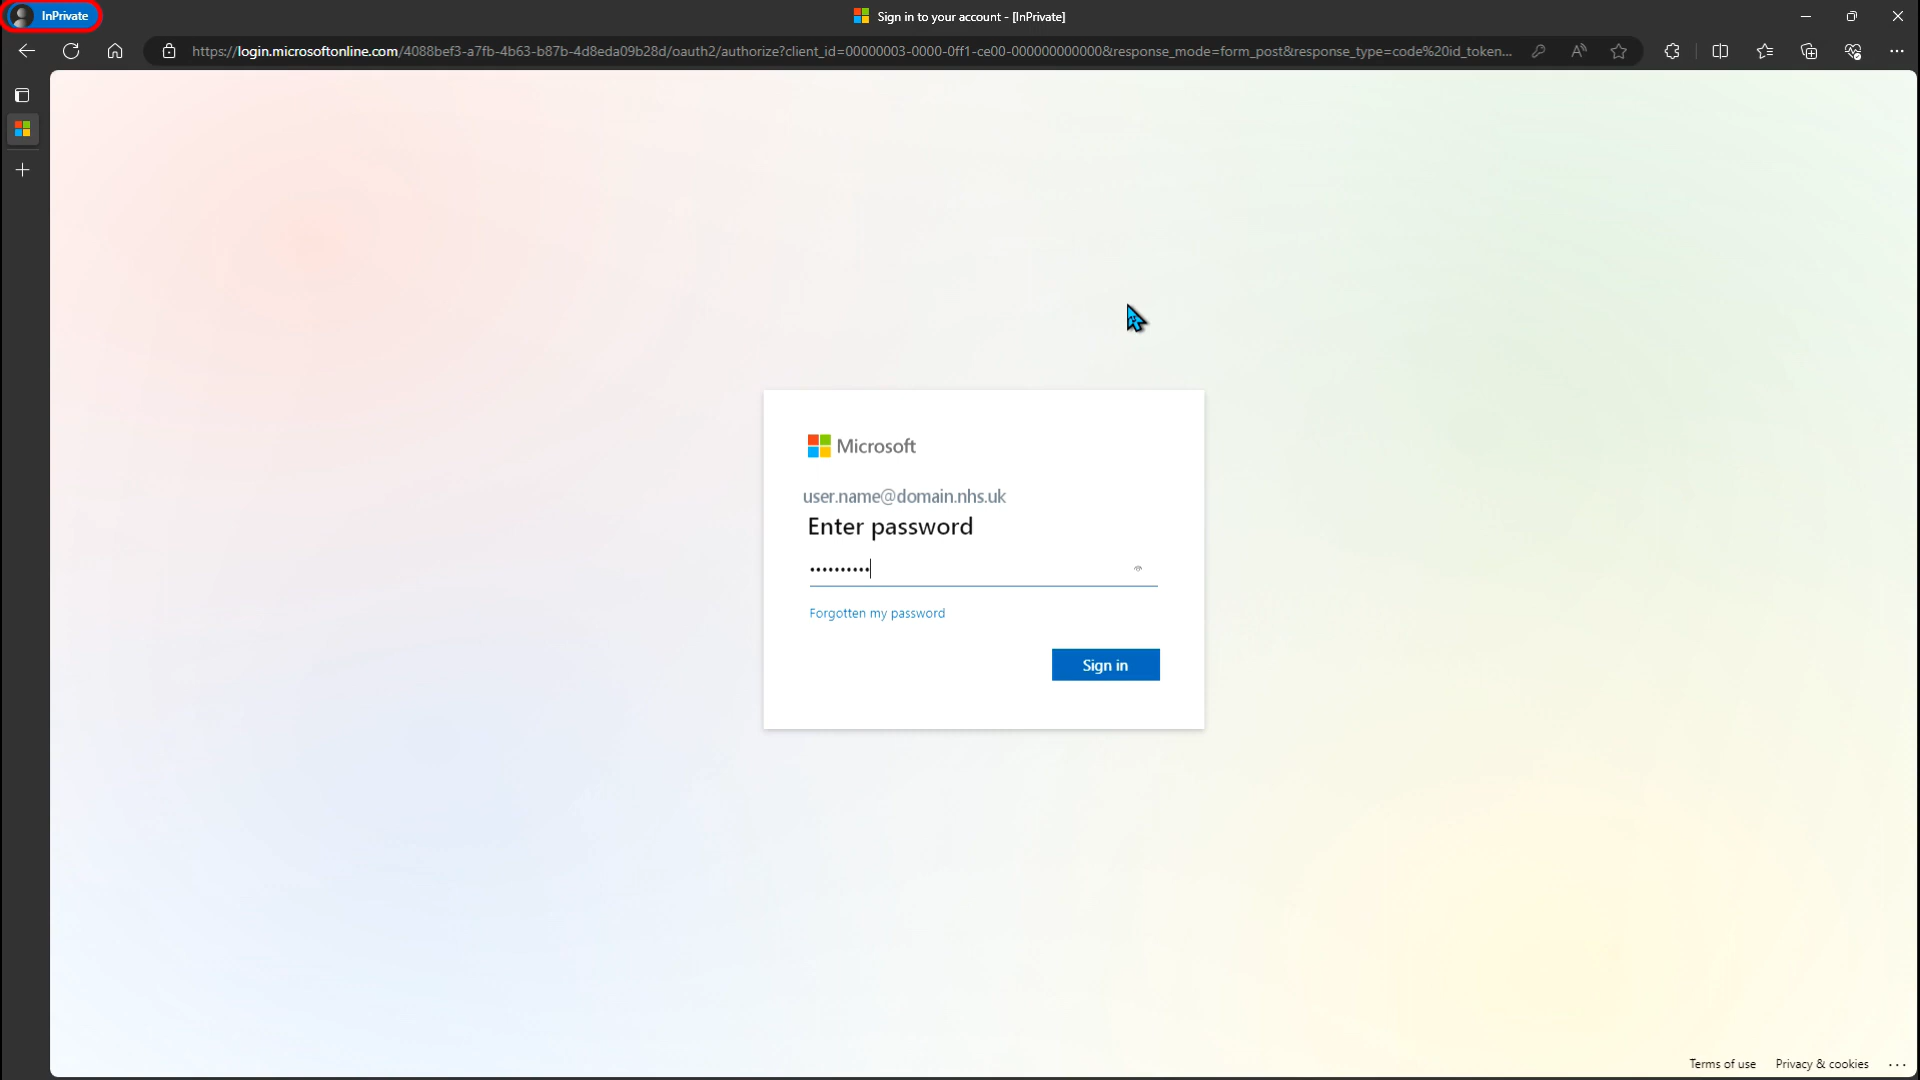 InPrivate
Sign in to your account - [InPrivate]
https://login.microsoftonline.com/4088bef3-a7fb-4b63-b87b-4d8eda09b28d/oauth2/authorize?client_id=00000003-0000-0ff1-ce00-000000000000&response_mode=form_post&response_type=code%20id_token...
Microsoft
user.name@domain.nhs.uk
Enter password
••••••••••
Forgotten my password
Sign in
Terms of use Privacy & cookies ...